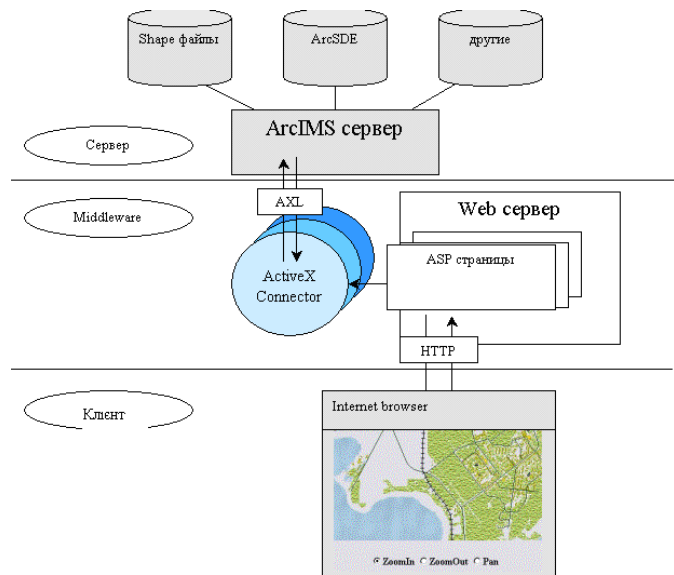 Shape файлы
ArcSDE
другие
ArcIMS сервер
Сервер
Middleware
AXL
Web сервер
ASP страницы
ActiveX
Connector
HTTP
Клієнт
Internet browser
ZoomIn ZoomOut Pan